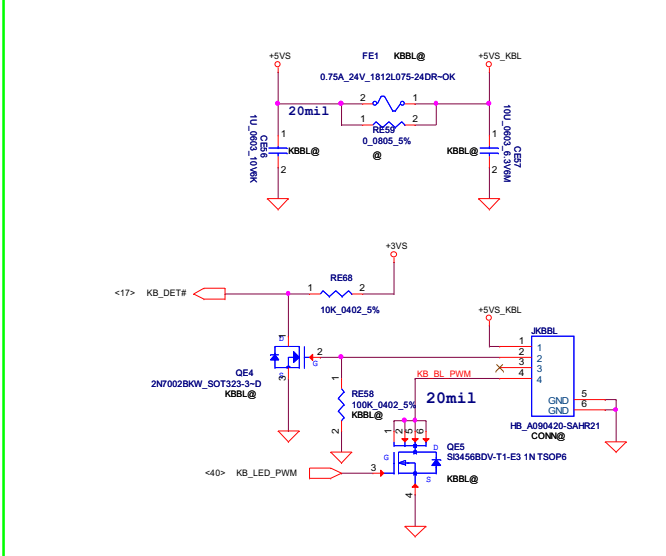 +5VS
FE1 KBBL@
+5VS_KBL
0.75A_24V_1812L075-24DR~OK
2 1
20mil
1 2
RE59
0_0805_5%
@
1
CE56
1U_0603_10V6K
KBBL@
2
1
CE57
10U_0603_6.3V6M
KBBL@
2
+3VS
RE68
<17> KB_DET#
1 2
10K_0402_5%
+5VS_KBL
JKBBL
1 1
2 2
3 3
4 4
GND 5
GND 6
HB_A090420-SAHR21
CONN@
1
D
2
G
S
3
QE4
2N7002BKW_SOT323-3~D
KBBL@
KB_BL_PWM
1
RE58
100K_0402_5%
KBBL@
2
20mil
1 2 5 6
D
QE5
G
SI3456BDV-T1-E3 1N TSOP6
<40> KB_LED_PWM
3
S
KBBL@
4